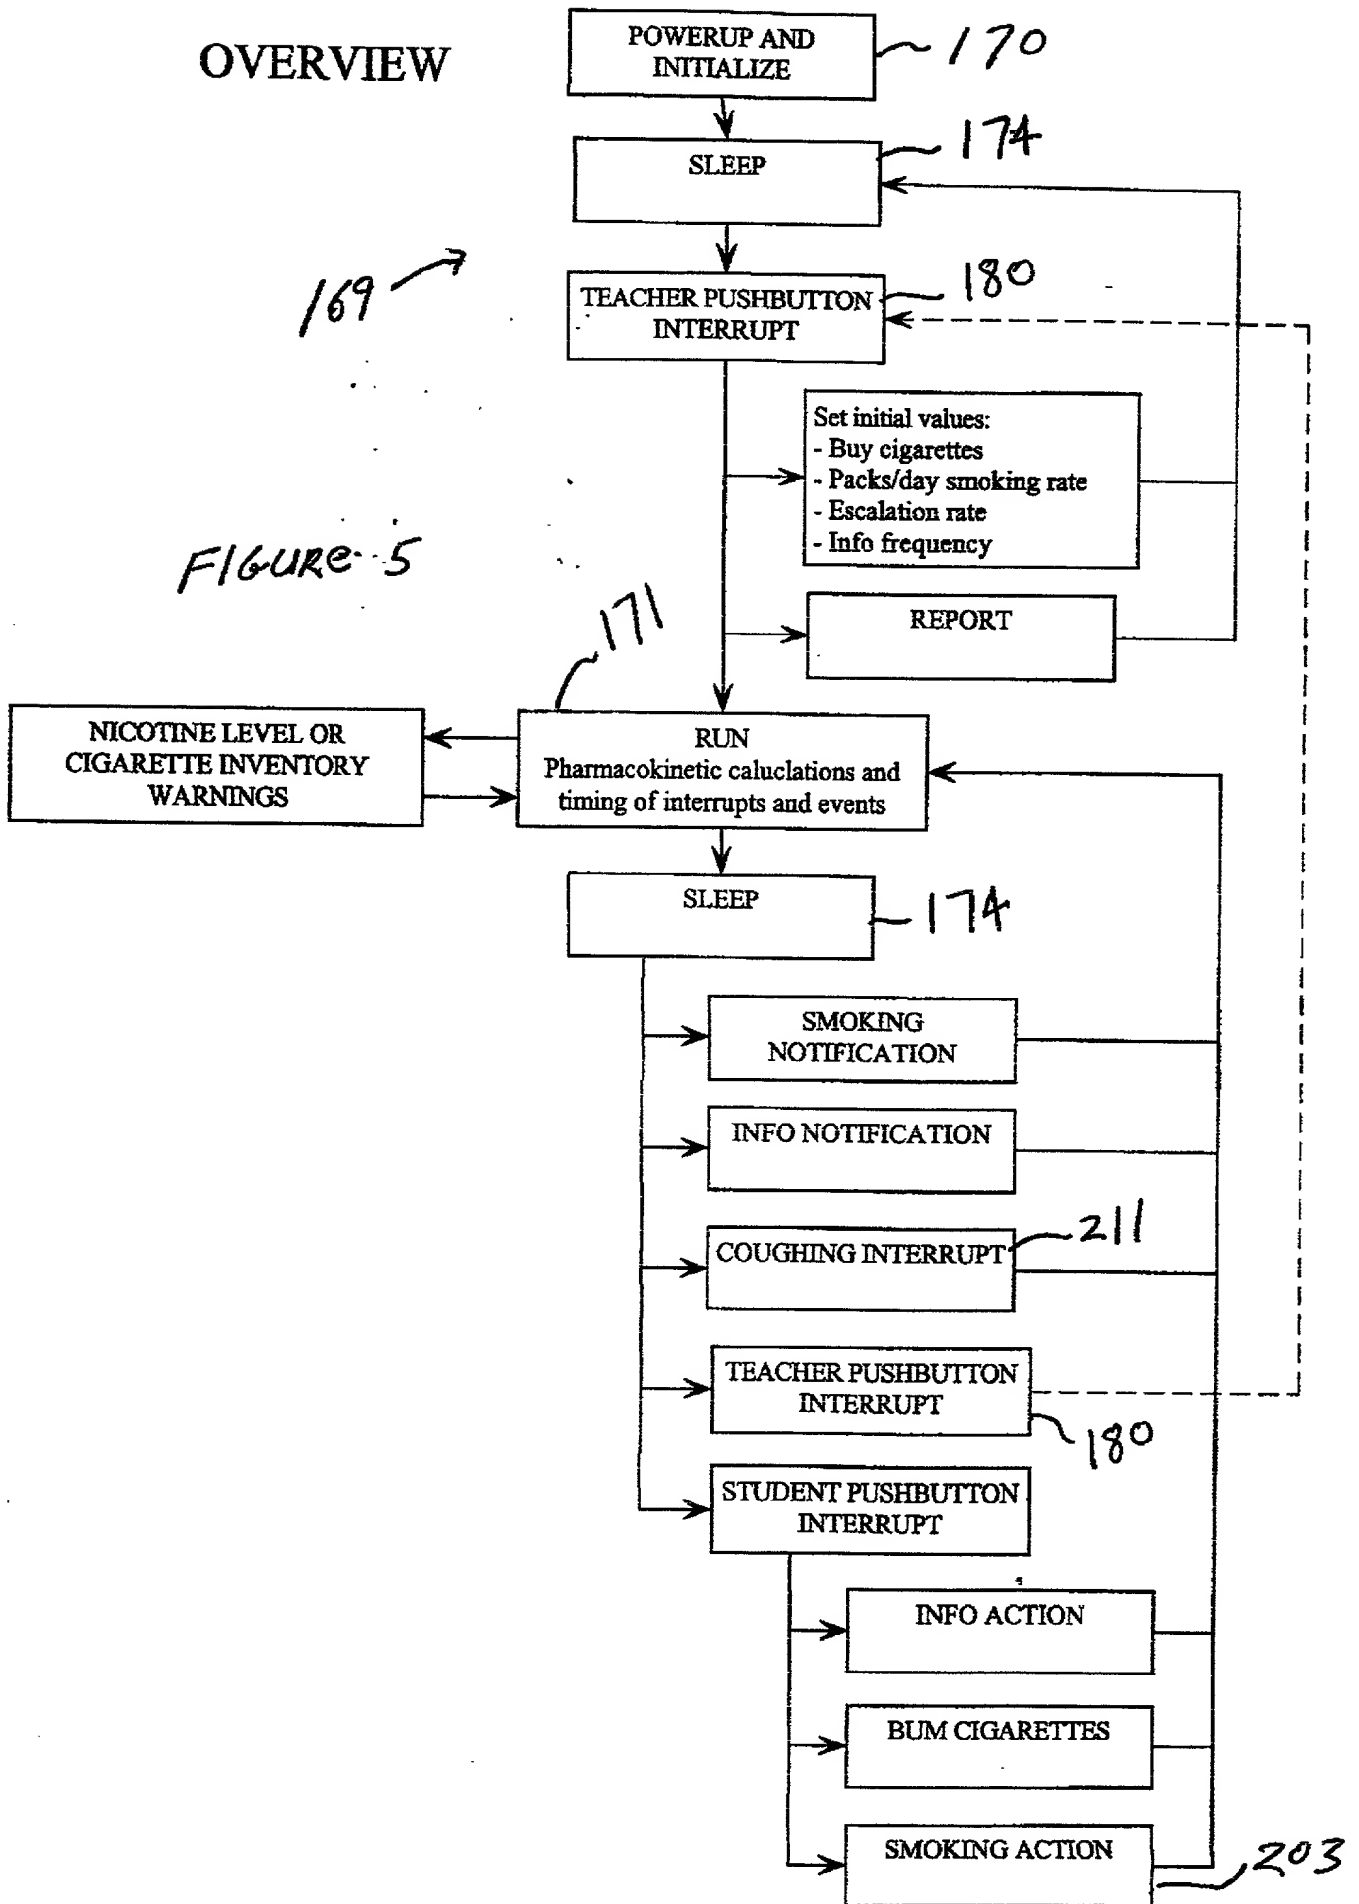 OVERVIEW
POWERUP AND
INITIALIZE
170
SLEEP
174
169
TEACHER PUSHBUTTON
INTERRUPT
180
Set initial values:
- Buy cigarettes
- Packs/day smoking rate
- Escalation rate
- Info frequency
FIGURE 5
REPORT
171
NICOTINE LEVEL OR
CIGARETTE INVENTORY
WARNINGS
RUN
Pharmacokinetic caluclations and
timing of interrupts and events
SLEEP
174
SMOKING
NOTIFICATION
INFO NOTIFICATION
COUGHING INTERRUPT
211
TEACHER PUSHBUTTON
INTERRUPT
180
STUDENT PUSHBUTTON
INTERRUPT
INFO ACTION
BUM CIGARETTES
SMOKING ACTION
203